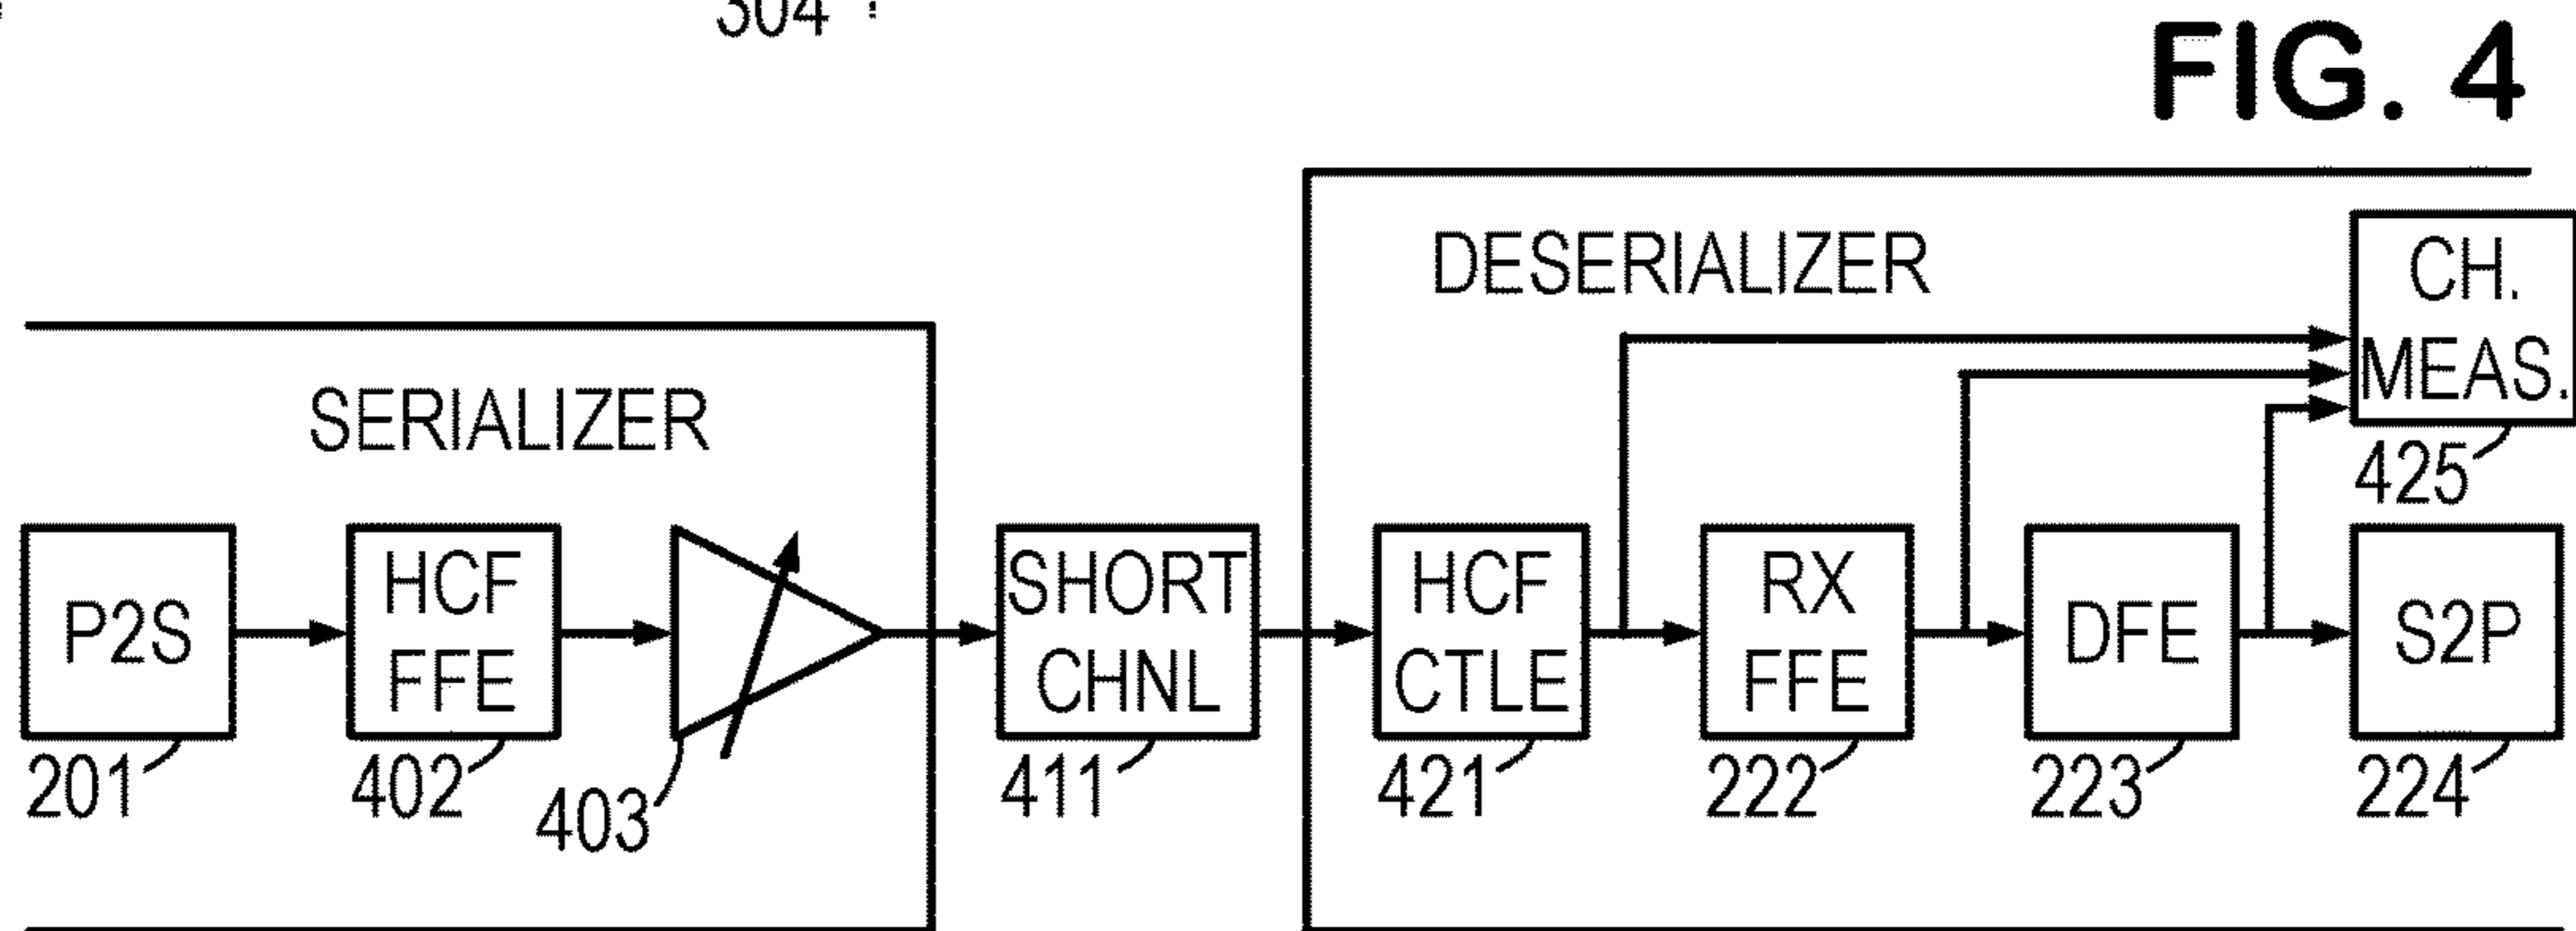 304
FIG. 4
DESERIALIZER
CH.
MEAS.
425
SERIALIZER
P2S
201
HCF
FFE
402
403
SHORT
CHNL
411
HCF
CTLE
421
RX
FFE
222
DFE
223
S2P
224